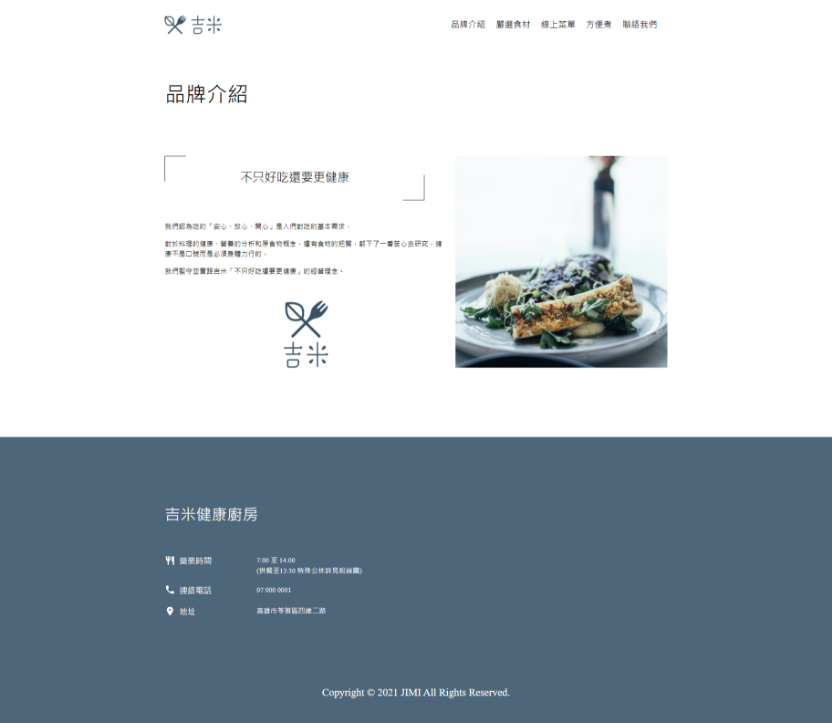 吉米
品牌介紹 嚴選食材 線上菜單 方便煮 聯絡我們
品牌介紹
不只好吃還要更健康
我們認為吃的「安心、放心、開心」是人們對吃的基本需求。
對於料理的健康、營養的分析和原食物概念，還有食物的把關，都下了一番苦心去研究，健
康不是口號而是必須身體力行的。
我們堅守並實踐吉米「不只好吃還要更健康」的經營理念。
吉米
吉米健康廚房
營業時間 7:00 至 14:00
(供餐至13:30 特殊公休詳見粉絲團)
連絡電話 07 000 0001
地址 高雄市苓雅區四維二路
Copyright © 2021 JIMI All Rights Reserved.